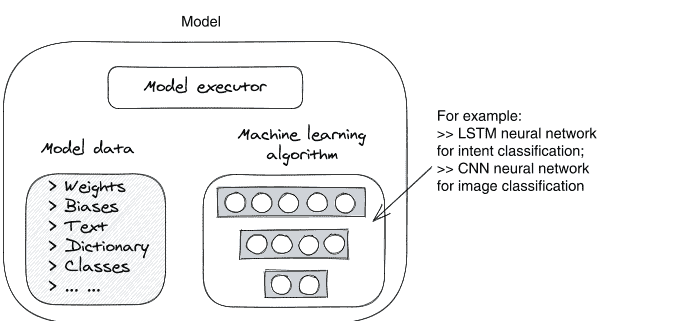 Model
Model executor
Model data
> Weights
> Biases
> Text
> Dictionary
> Classes
> ... ...
Machine learning
algorithm
For example:
>> LSTM neural network
for intent classification;
>> CNN neural network
for image classification